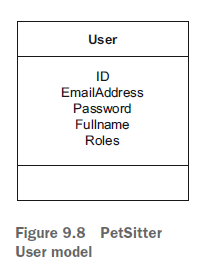 User
ID
EmailAddress
Password
Fullname
Roles
Figure 9.8 PetSitter
User model